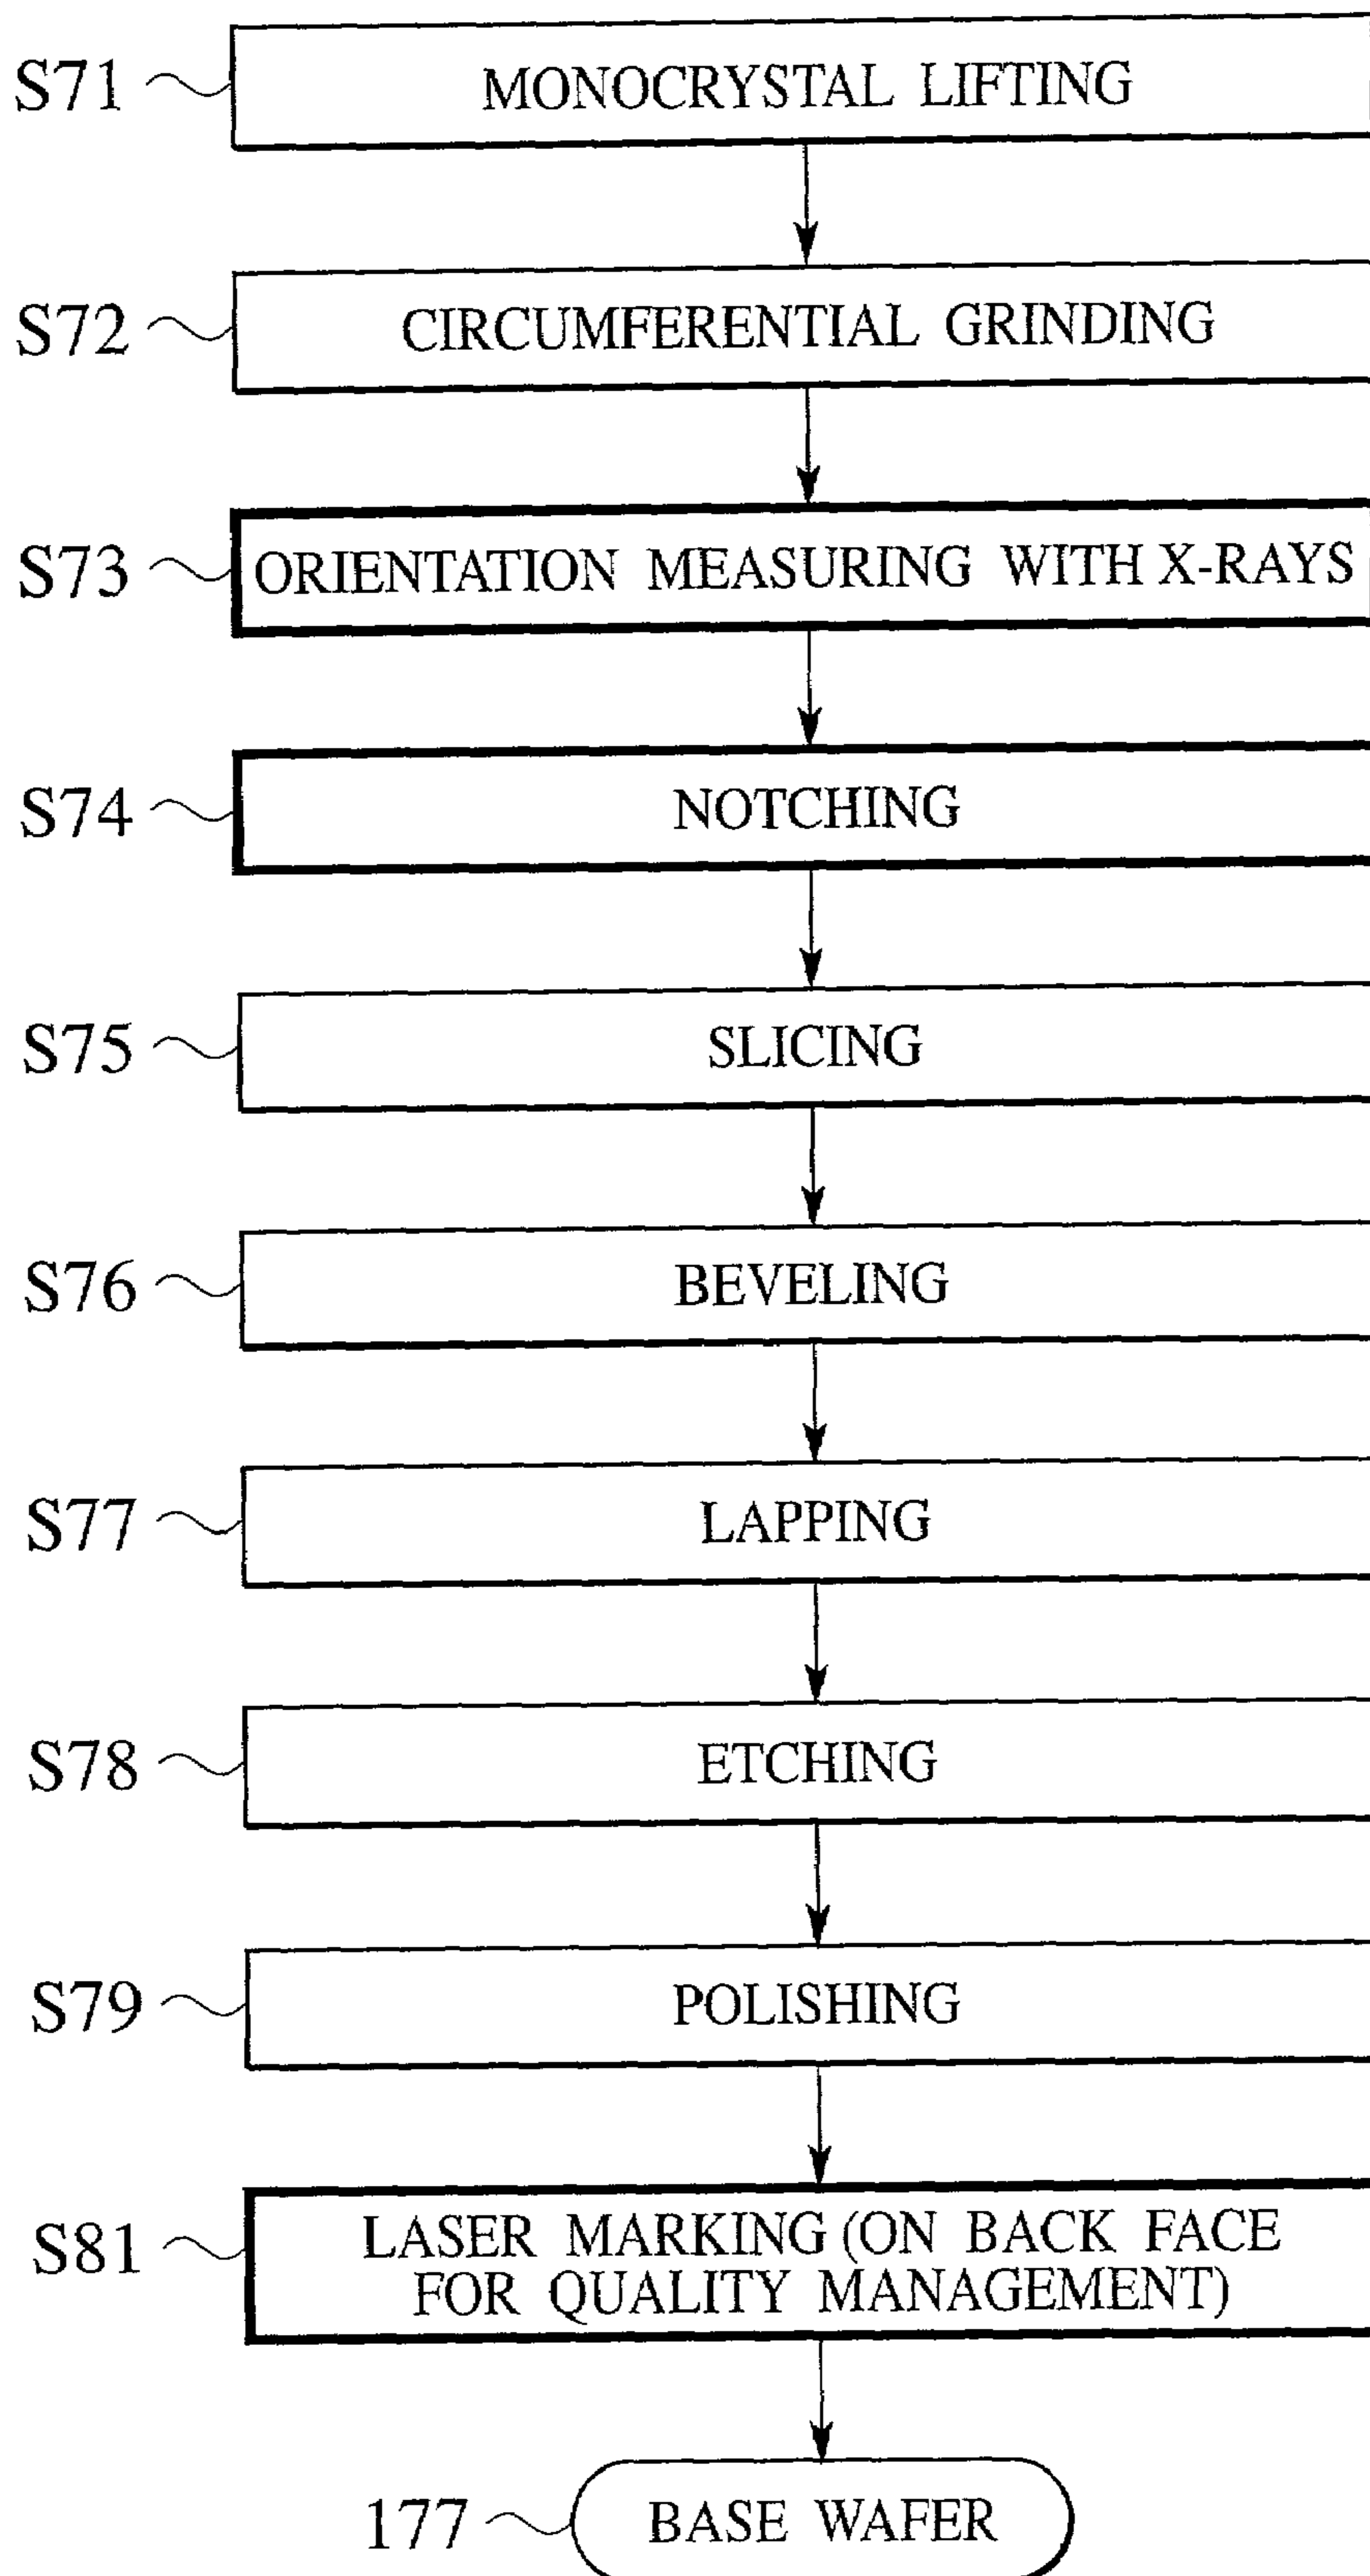 S71 MONOCRYSTAL LIFTING
S72 CIRCUMFERENTIAL GRINDING
S73 ORIENTATION MEASURING WITH X-RAYS
S74 NOTCHING
S75 SLICING
S76 BEVELING
S77 LAPPING
S78 ETCHING
S79 POLISHING
S81 LASER MARKING (ON BACK FACE
FOR QUALITY MANAGEMENT)
177 BASE WAFER